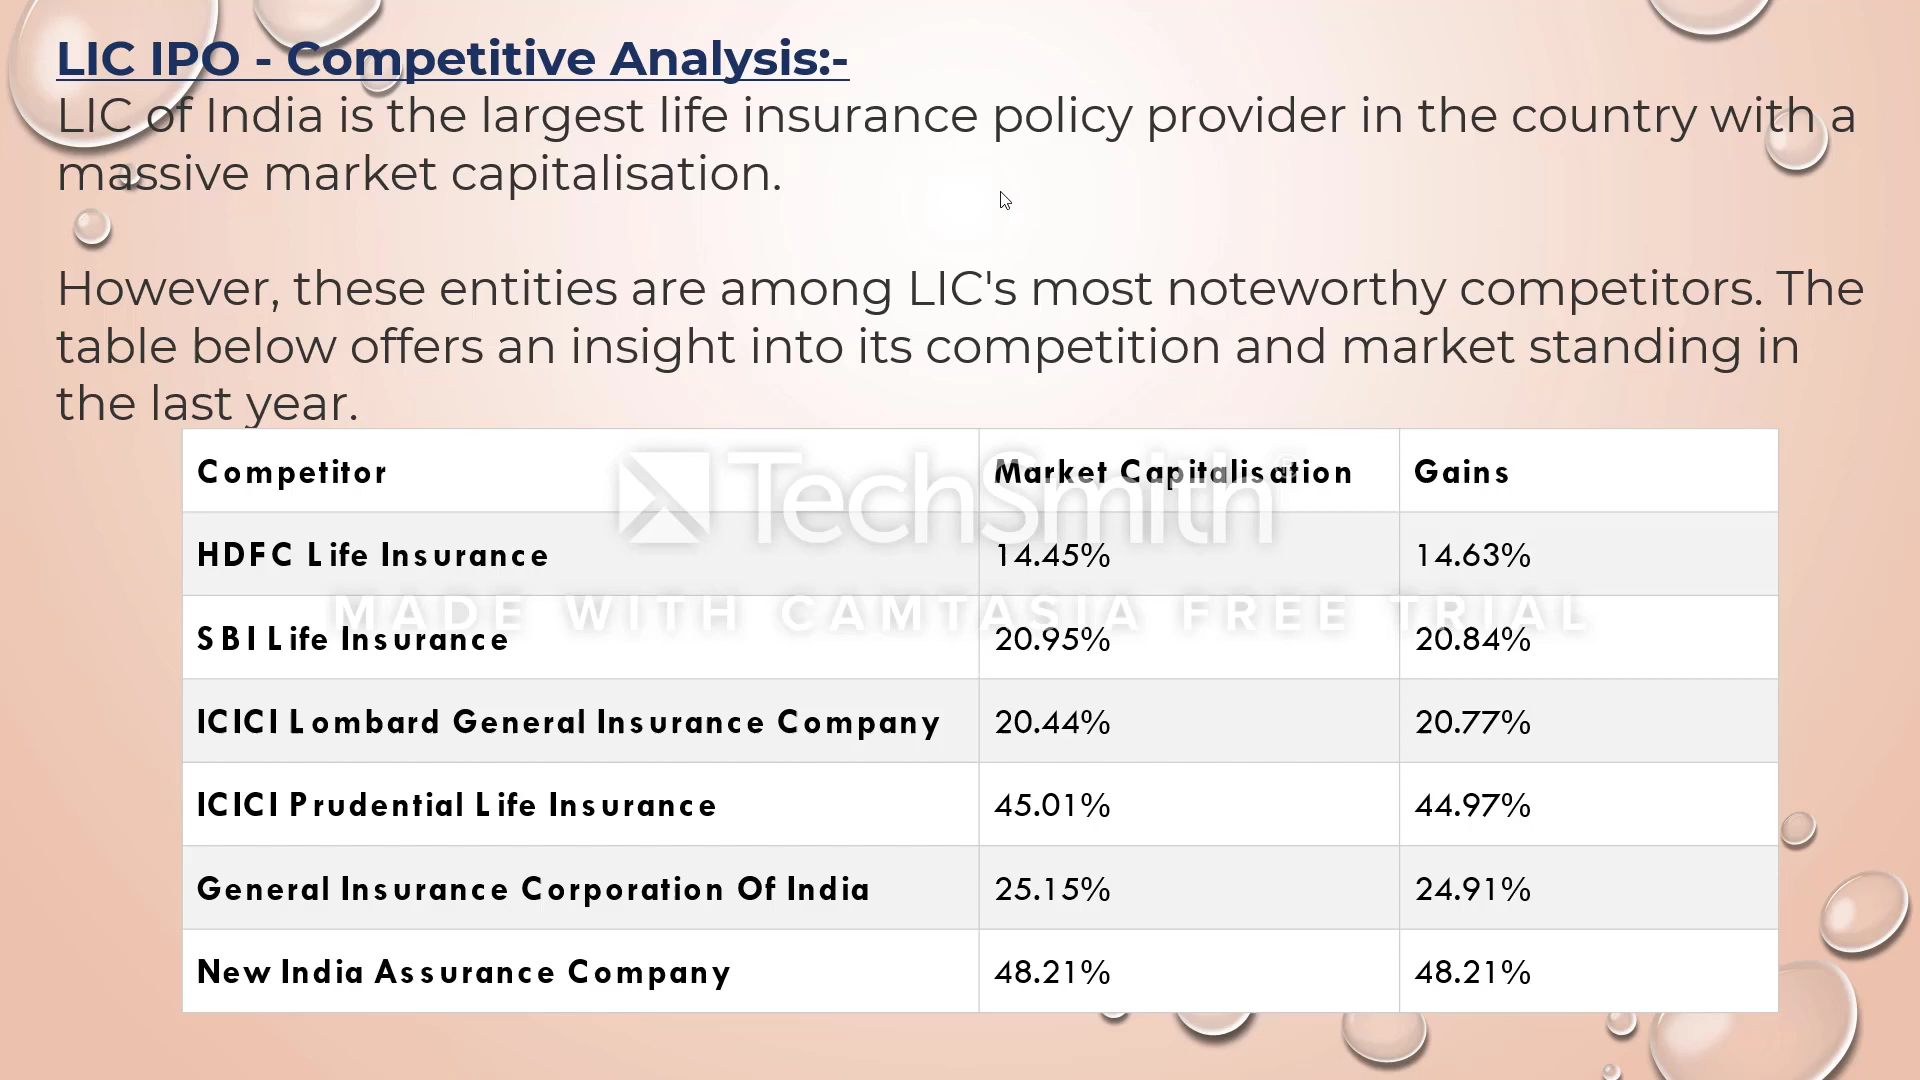 LIC IPO - Competitive Analysis:-
LIC of India is the largest life insurance policy provider in the country with a
massive market capitalisation.
However, these entities are among LIC's most noteworthy competitors. The
table below offers an insight into its competition and market standing in
the last year.
TechSmith®
MADE WITH CAMTASIA FREE TRIAL
Competitor Market Capitalisation Gains
HDFC Life Insurance 14.45% 14.63%
SBI Life Insurance 20.95% 20.84%
ICICI Lombard General Insurance Company 20.44% 20.77%
ICICI Prudential Life Insurance 45.01% 44.97%
General Insurance Corporation Of India 25.15% 24.91%
New India Assurance Company 48.21% 48.21%